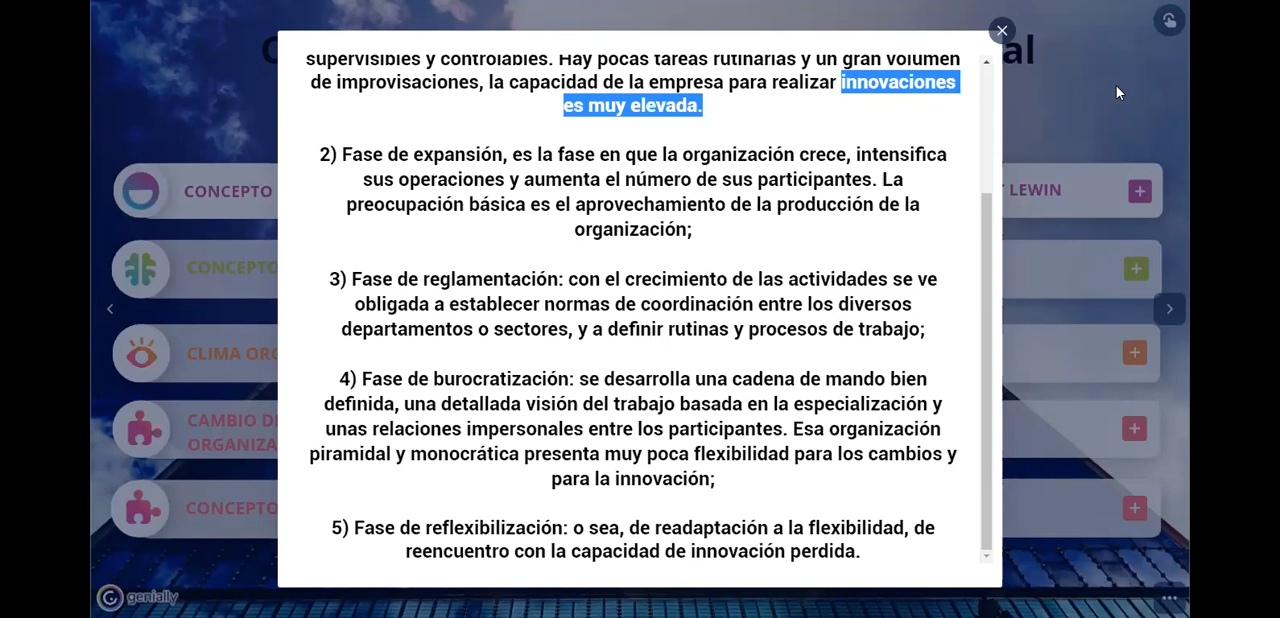 C
al
supervisibles y controlables. Hay pocas tareas rutinarias y un gran volumen
de improvisaciones, la capacidad de la empresa para realizar innovaciones
es muy elevada.
2) Fase de expansión, es la fase en que la organización crece, intensifica
sus operaciones y aumenta el número de sus participantes. La
preocupación básica es el aprovechamiento de la producción de la
organización;
3) Fase de reglamentación: con el crecimiento de las actividades se ve
obligada a establecer normas de coordinación entre los diversos
departamentos o sectores, y a definir rutinas y procesos de trabajo;
4) Fase de burocratización: se desarrolla una cadena de mando bien
definida, una detallada visión del trabajo basada en la especialización y
unas relaciones impersonales entre los participantes. Esa organización
piramidal y monocrática presenta muy poca flexibilidad para los cambios y
para la innovación;
5) Fase de reflexibilización: o sea, de readaptación a la flexibilidad, de
reencuentro con la capacidad de innovación perdida.
CONCEPTO
CONCEPTO
CLIMA ORG
CAMBIO DE
ORGANIZA
CONCEPTO
LEWIN
genially